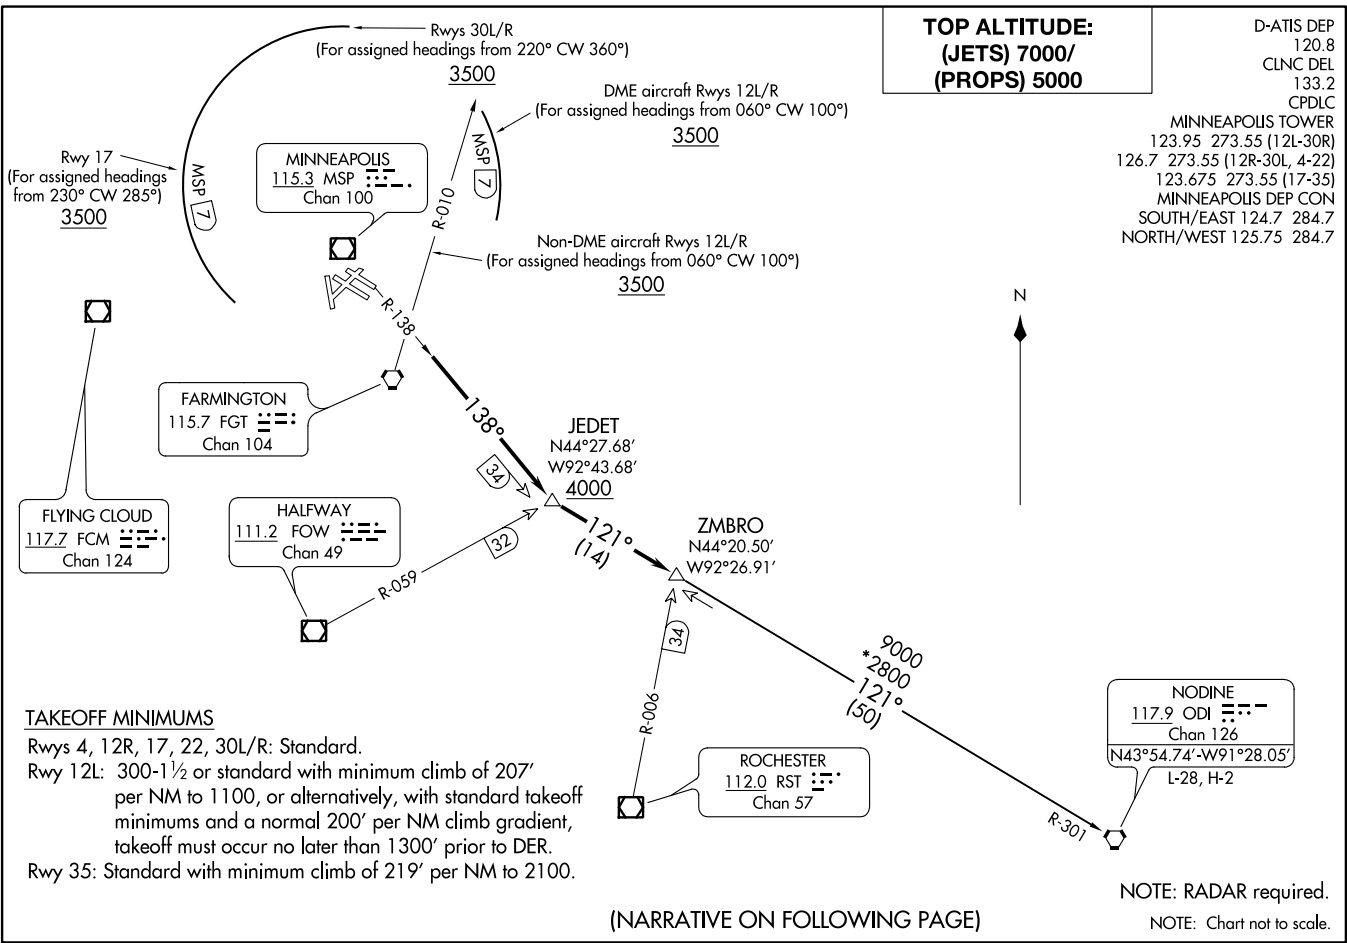 TOP ALTITUDE:
(JETS) 7000/
(PROPS) 5000
D-ATIS DEP
120.8
CLNC DEL
133.2
CPDLC
MINNEAPOLIS TOWER
123.95 273.55 (12L-30R)
126.7 273.55 (12R-30L, 4-22)
123.675 273.55 (17-35)
MINNEAPOLIS DEP CON
SOUTH/EAST 124.7 284.7
NORTH/WEST 125.75 284.7
Rwys 30L/R
(For assigned headings from 220° CW 360°)
3500
DME aircraft Rwys 12L/R
(For assigned headings from 060° CW 100°)
3500
Rwy 17
(For assigned headings
from 230° CW 285°)
3500
MSP 7
MINNEAPOLIS
115.3 MSP
Chan 100
MSP 7
R-010
Non-DME aircraft Rwys 12L/R
(For assigned headings from 060° CW 100°)
3500
N
R-138
FARMINGTON
115.7 FGT
Chan 104
138°
JEDET
N44°27.68'
W92°43.68'
4000
34
FLYING CLOUD
117.7 FCM
Chan 124
HALFWAY
111.2 FOW
Chan 49
32
R-059
121°
(14)
ZMBRO
N44°20.50'
W92°26.91'
34
R-006
9000
*2800
121°
(50)
NODINE
117.9 ODI
Chan 126
N43°54.74'-W91°28.05'
L-28, H-2
R-301
ROCHESTER
112.0 RST
Chan 57
TAKEOFF MINIMUMS
Rwys 4, 12R, 17, 22, 30L/R: Standard.
Rwy 12L: 300-1½ or standard with minimum climb of 207'
per NM to 1100, or alternatively, with standard takeoff
minimums and a normal 200' per NM climb gradient,
takeoff must occur no later than 1300' prior to DER.
Rwy 35: Standard with minimum climb of 219' per NM to 2100.
NOTE: RADAR required.
(NARRATIVE ON FOLLOWING PAGE)
NOTE: Chart not to scale.